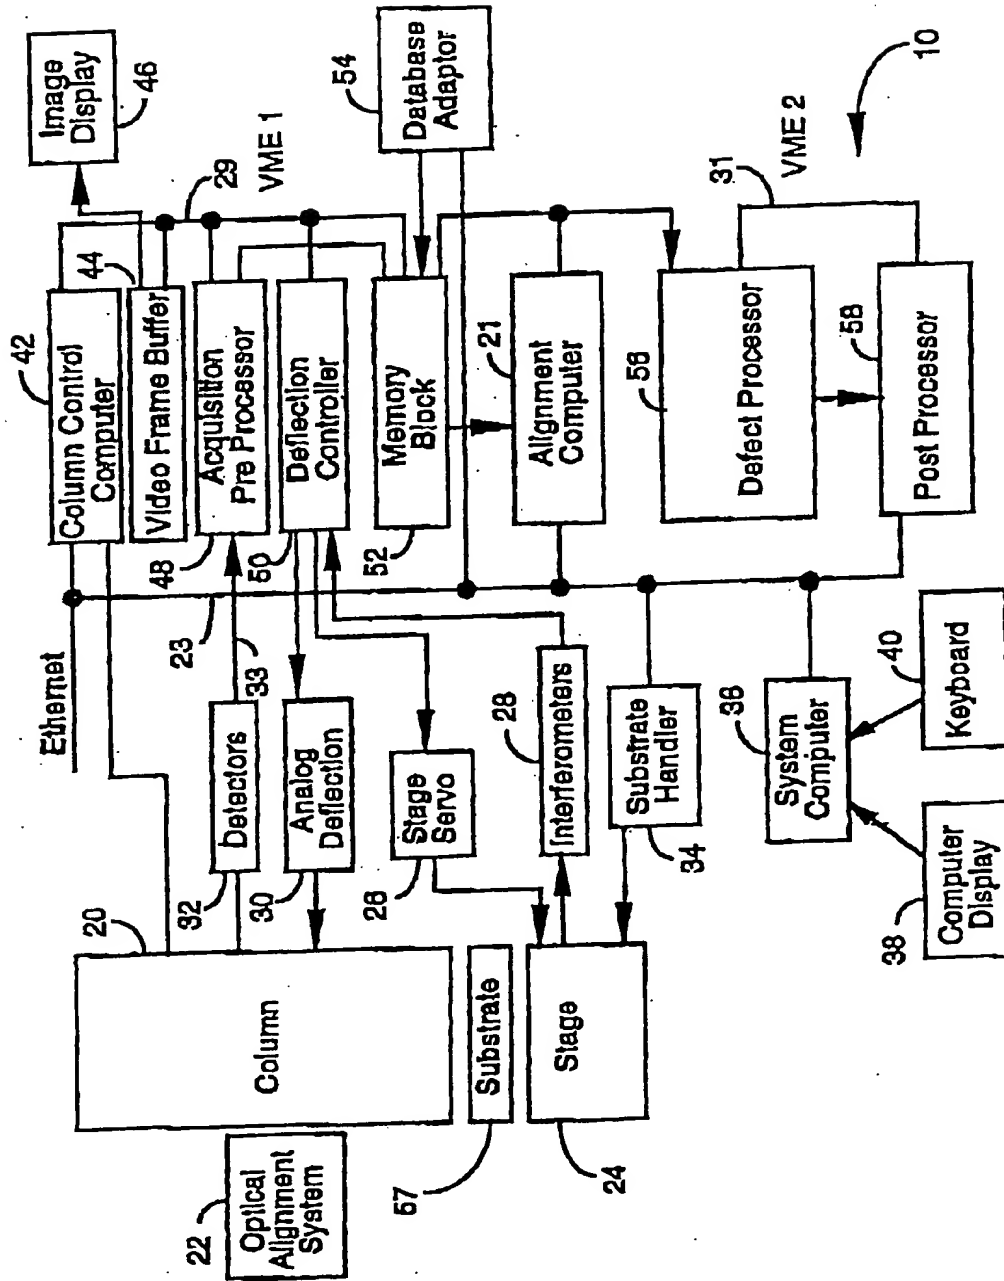 22
Optical
Alignment
System
Column
20
57
Substrate
24
Stage
32
Detectors
33
30
Analog
Deflection
26
Stage
Servo
28
Interferometers
34
Substrate
Handler
Ethernet
23
38
Computer
Display
36
System
Computer
40
Keyboard
42
Column Control
Computer
44
Video Frame Buffer
48
Acquisition
Pre Processor
50
Deflection
Controller
52
Memory
Block
21
Alignment
Computer
56
Defect Processor
58
Post Processor
Image
Display
46
29
VME 1
54
Database
Adaptor
31
VME 2
10